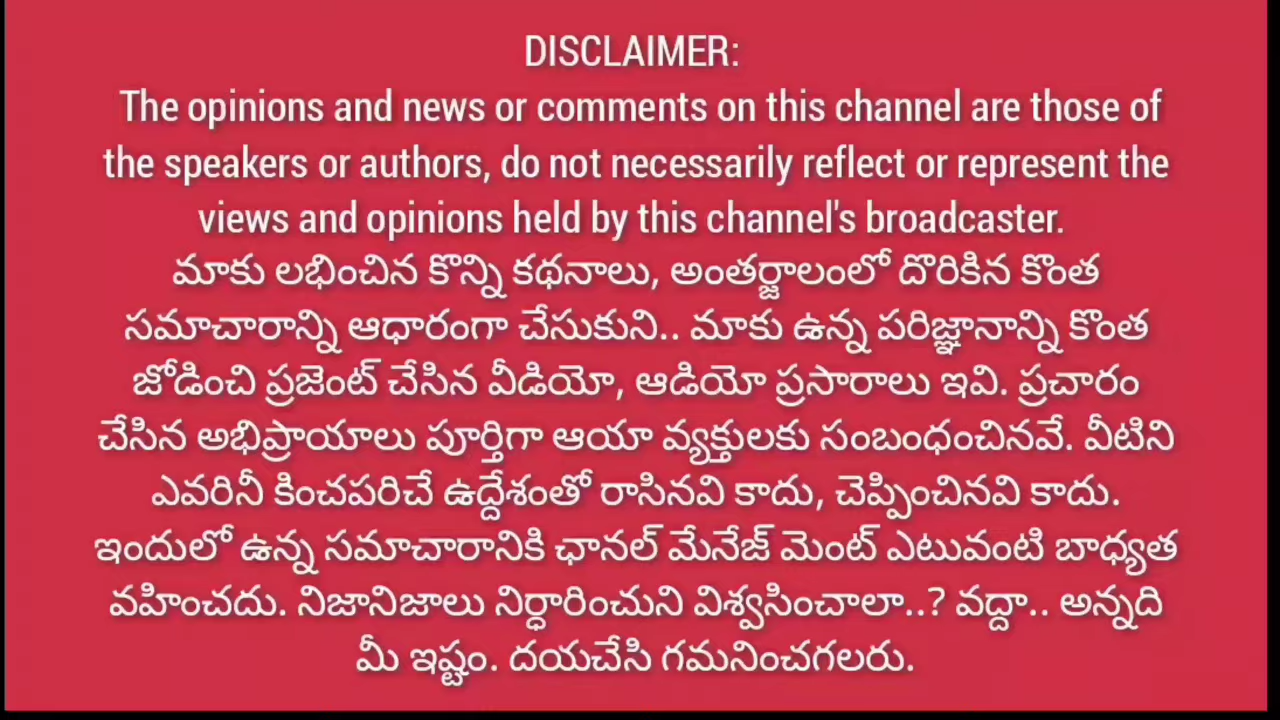 DISCLAIMER:
The opinions and news or comments on this channel are those of
the speakers or authors, do not necessarily reflect or represent the
views and opinions held by this channel's broadcaster.
మాకు లభించిన కొన్ని కథనాలు, అంతర్జాలంలో దొరికిన కొంత
సమాచారాన్ని ఆధారంగా చేసుకుని.. మాకు ఉన్న పరిజ్ఞానాన్ని కొంత
జోడించి ప్రజెంట్ చేసిన వీడియో, ఆడియో ప్రసారాలు ఇవి. ప్రచారం
చేసిన అభిప్రాయాలు పూర్తిగా ఆయా వ్యక్తులకు సంబంధంచినవే. వీటిని
ఎవరినీ కించపరిచే ఉద్దేశంతో రాసినవి కాదు, చెప్పించినవి కాదు.
ఇందులో ఉన్న సమాచారానికి ఛానల్ మేనేజ్ మెంట్ ఎటువంటి బాధ్యత
వహించదు. నిజానిజాలు నిర్ధారించుని విశ్వసించాలా..? వద్దా.. అన్నది
మీ ఇష్టం. దయచేసి గమనించగలరు.